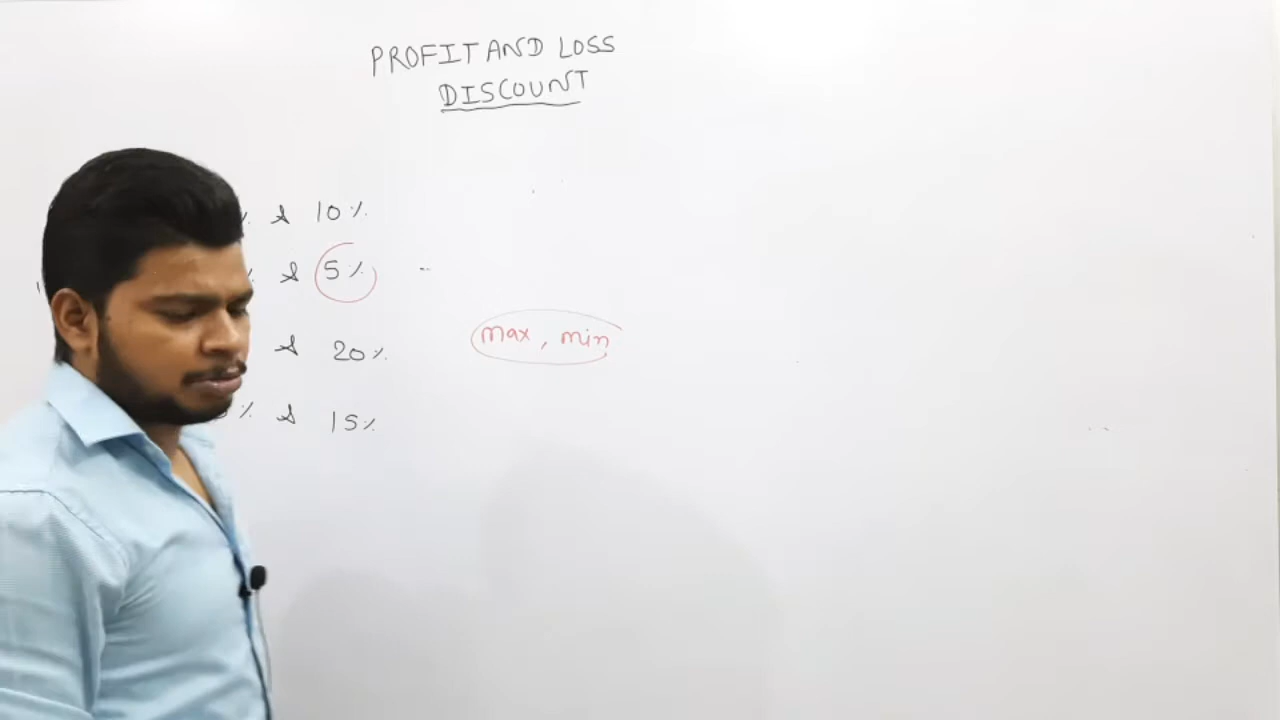 PROFIT AND LOSS
DISCOUNT
% & 10%
% & 5%
max, min
& 20%
% & 15%